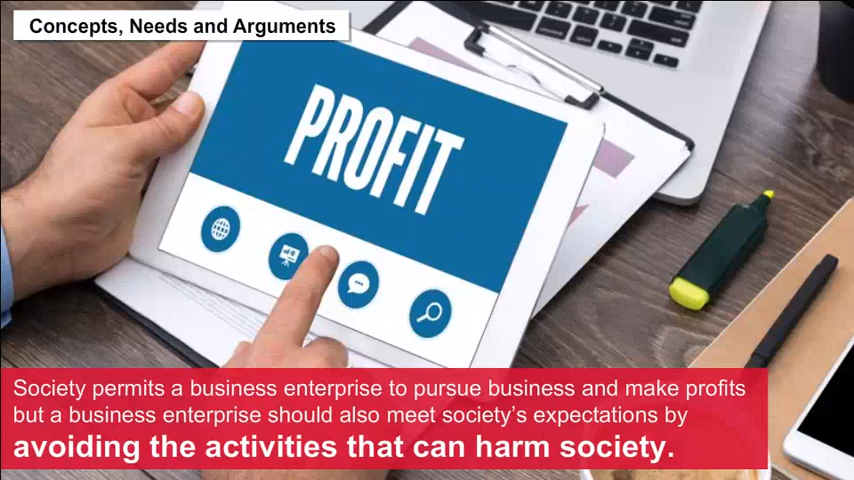 Concepts, Needs and Arguments
PROFIT
Society permits a business enterprise to pursue business and make profits
but a business enterprise should also meet society’s expectations by
avoiding the activities that can harm society.